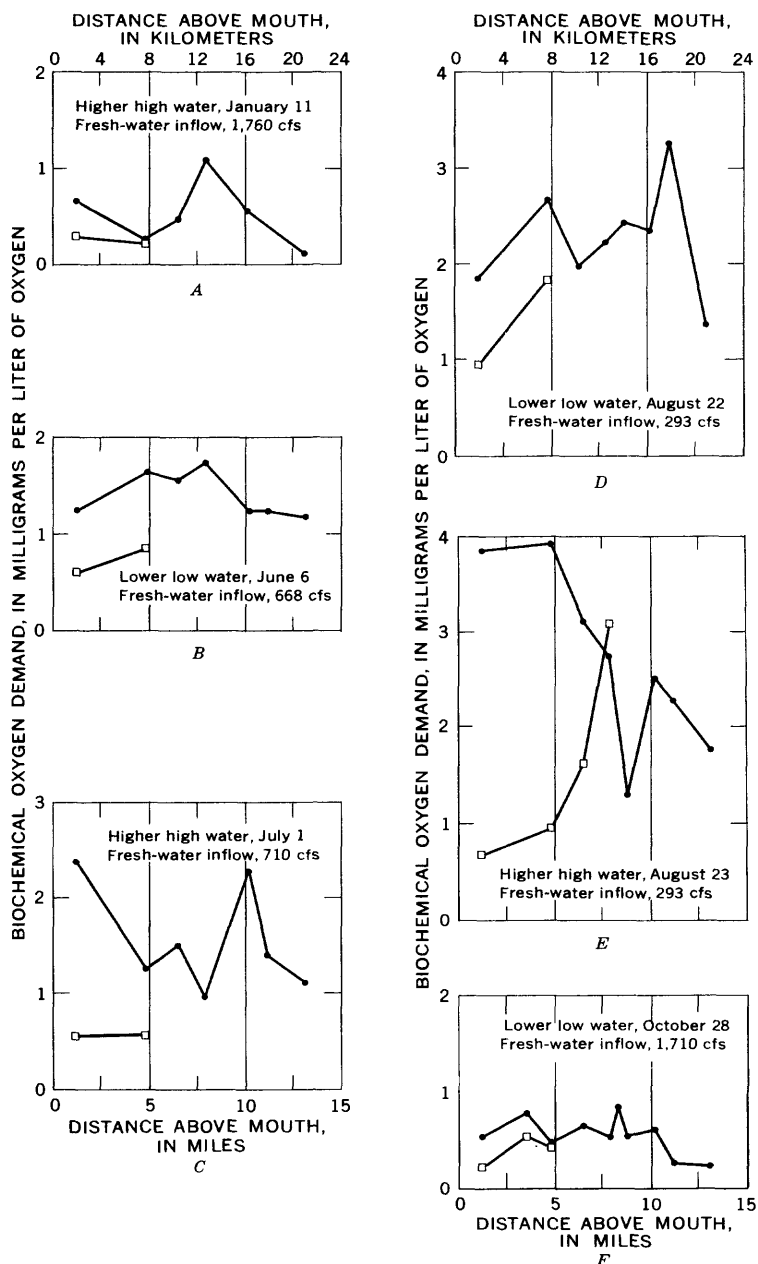 DISTANCE ABOVE MOUTH,
IN KILOMETERS
0 4 8 12 16 20 24
2
1
0
Higher high water, January 11
Fresh-water inflow, 1,760 cfs
A
2
1
0
Lower low water, June 6
Fresh-water inflow, 668 cfs
B
3
2
1
0
Higher high water, July 1
Fresh-water inflow, 710 cfs
0 5 10 15
DISTANCE ABOVE MOUTH,
IN MILES
C
BIOCHEMICAL OXYGEN DEMAND, IN MILLIGRAMS PER LITER OF OXYGEN
DISTANCE ABOVE MOUTH,
IN KILOMETERS
0 4 8 12 16 20 24
4
3
2
1
0
Lower low water, August 22
Fresh-water inflow, 293 cfs
D
4
3
2
1
0
Higher high water, August 23
Fresh-water inflow, 293 cfs
E
2
1
0
Lower low water, October 28
Fresh-water inflow, 1,710 cfs
0 5 10 15
DISTANCE ABOVE MOUTH,
IN MILES
F
BIOCHEMICAL OXYGEN DEMAND, IN MILLIGRAMS PER LITER OF OXYGEN